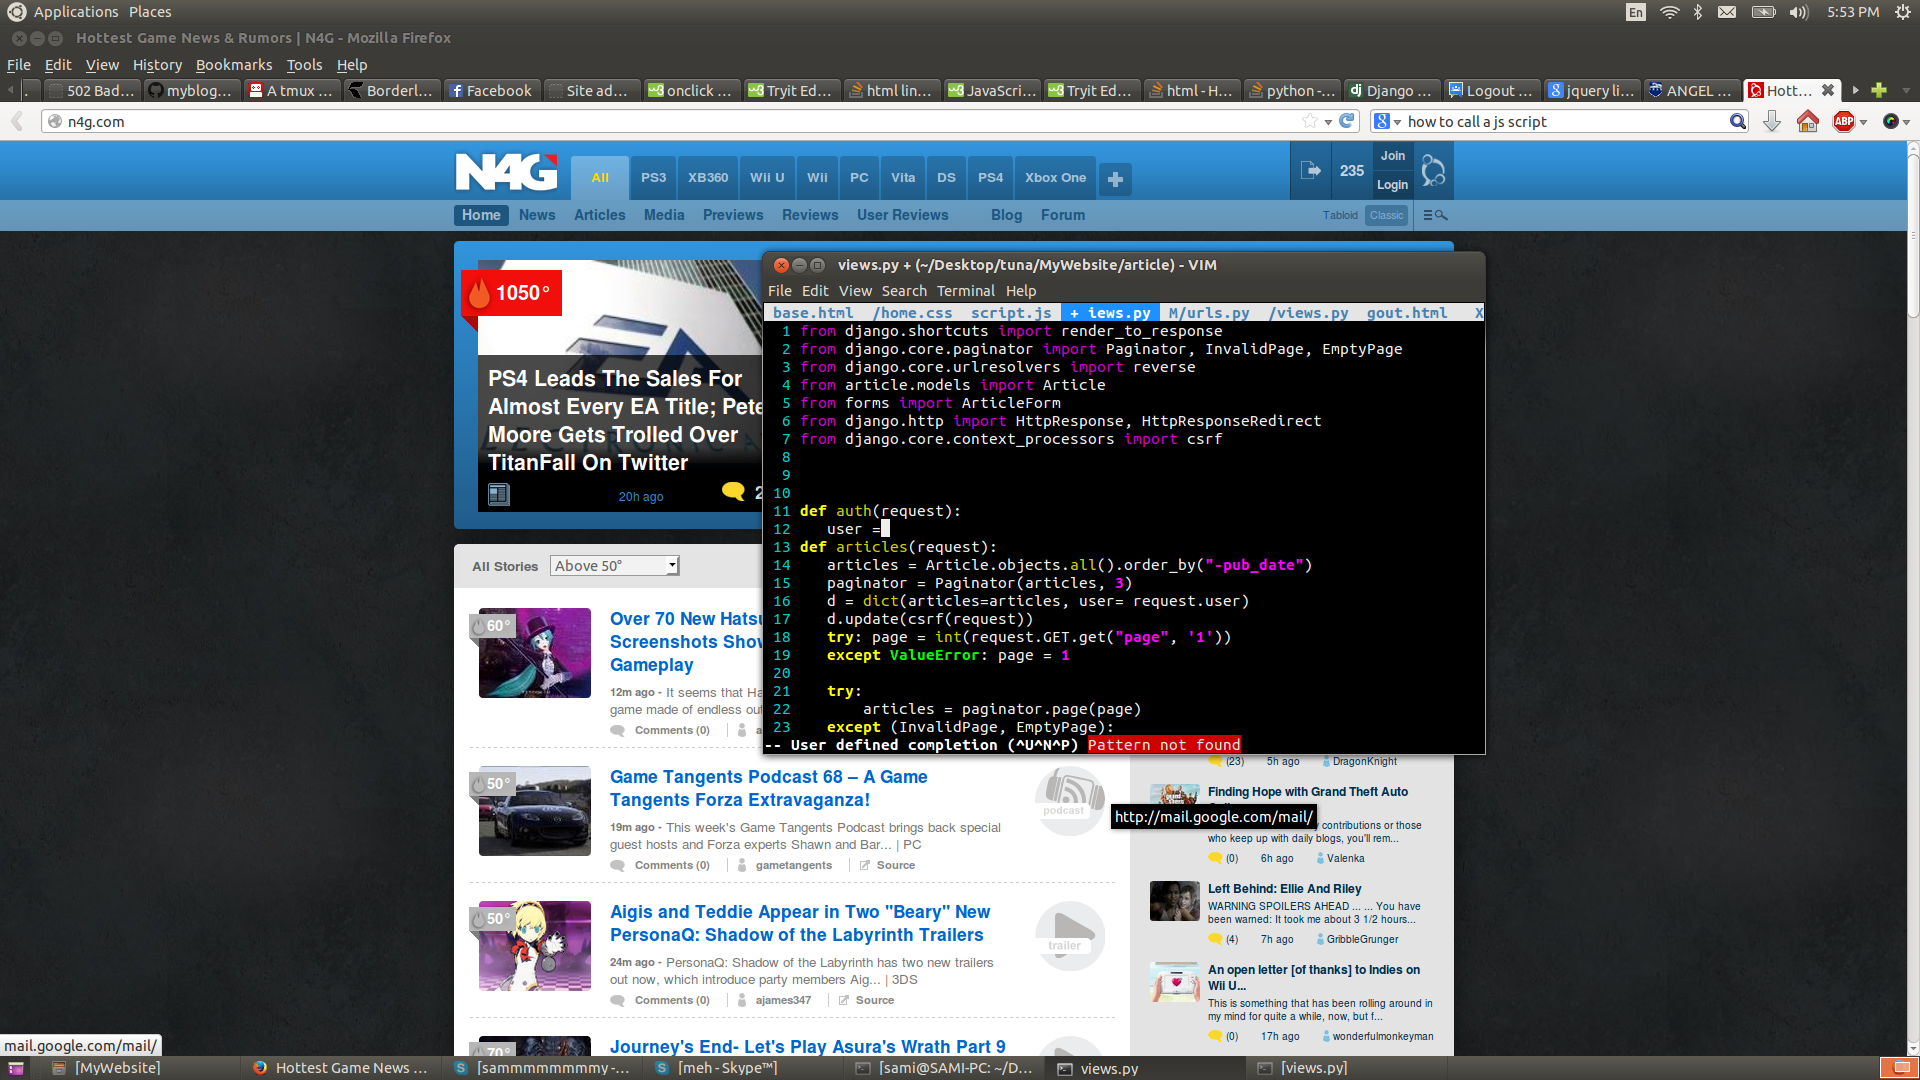 Applications Places
En 5:53 PM
Hottest Game News & Rumors | N4G - Mozilla Firefox
File Edit View History Bookmarks Tools Help
502 Bad... myblog... A tmux ... Borderl... Facebook Site ad... onclick ... Tryit Ed... html lin... JavaScri... Tryit Ed... html - H... python -... Django ... Logout ... jquery li... ANGEL ... Hott...
n4g.com
how to call a js script
ABP
N4G
All PS3 XB360 Wii U Wii PC Vita DS PS4 Xbox One
235
Join
Login
Home News Articles Media Previews Reviews User Reviews Blog Forum
Tabloid Classic
1050°
PS4 Leads The Sales For
Almost Every EA Title; Pete
Moore Gets Trolled Over
TitanFall On Twitter
20h ago
2
views.py + (~/Desktop/tuna/MyWebsite/article) - VIM
File Edit View Search Terminal Help
base.html /home.css script.js + iews.py M/urls.py /views.py gout.html X
1 from django.shortcuts import render_to_response
2 from django.core.paginator import Paginator, InvalidPage, EmptyPage
3 from django.core.urlresolvers import reverse
4 from article.models import Article
5 from forms import ArticleForm
6 from django.http import HttpResponse, HttpResponseRedirect
7 from django.core.context_processors import csrf
8
9
10
11 def auth(request):
12    user =
13 def articles(request):
14    articles = Article.objects.all().order_by("-pub_date")
15    paginator = Paginator(articles, 3)
16    d = dict(articles=articles, user= request.user)
17    d.update(csrf(request))
18    try: page = int(request.GET.get("page", '1'))
19    except ValueError: page = 1
20
21    try:
22        articles = paginator.page(page)
23    except (InvalidPage, EmptyPage):
-- User defined completion (^U^N^P) Pattern not found
All Stories Above 50°
60°
Over 70 New Hatsu
Screenshots Show
Gameplay
12m ago - It seems that Ha
game made of endless out
Comments (0)
50°
Game Tangents Podcast 68 – A Game
Tangents Forza Extravaganza!
19m ago - This week's Game Tangents Podcast brings back special
guest hosts and Forza experts Shawn and Bar... | PC
Comments (0) gametangents Source
podcast
50°
Aigis and Teddie Appear in Two "Beary" New
PersonaQ: Shadow of the Labyrinth Trailers
24m ago - PersonaQ: Shadow of the Labyrinth has two new trailers
out now, which introduce party members Aig... | 3DS
Comments (0) ajames347 Source
trailer
70°
Journey's End- Let's Play Asura's Wrath Part 9
(23) 5h ago DragonKnight
Finding Hope with Grand Theft Auto
http://mail.google.com/mail/
contributions or those
who keep up with daily blogs, you'll rem...
(0) 6h ago Valenka
Left Behind: Ellie And Riley
WARNING SPOILERS AHEAD ... ... You have
been warned: It took me about 3 1/2 hours...
(4) 7h ago GribbleGrunger
An open letter [of thanks] to Indies on
Wii U...
This is something that has been rolling around in
my mind for quite a while, now, but f...
(0) 17h ago wonderfulmonkeyman
mail.google.com/mail/
[MyWebsite] Hottest Game News ... [sammmmmmmmy -... [meh - Skype™] [sami@SAMI-PC: ~/D... views.py [views.py]